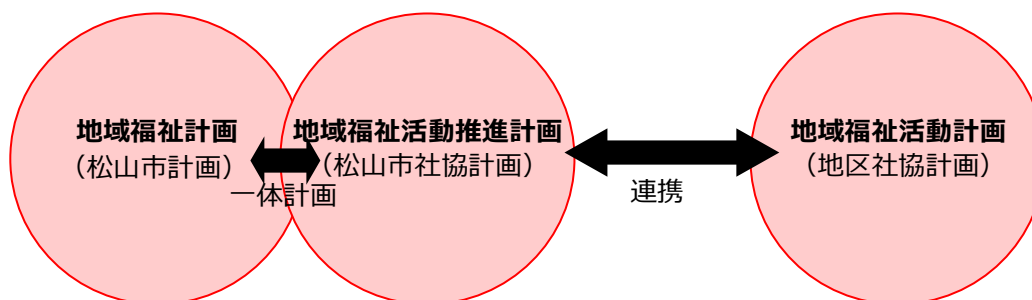 地域福祉計画
（松山市計画）
一体計画
地域福祉活動推進計画
（松山市社協計画）
連携
地域福祉活動計画
（地区社協計画）